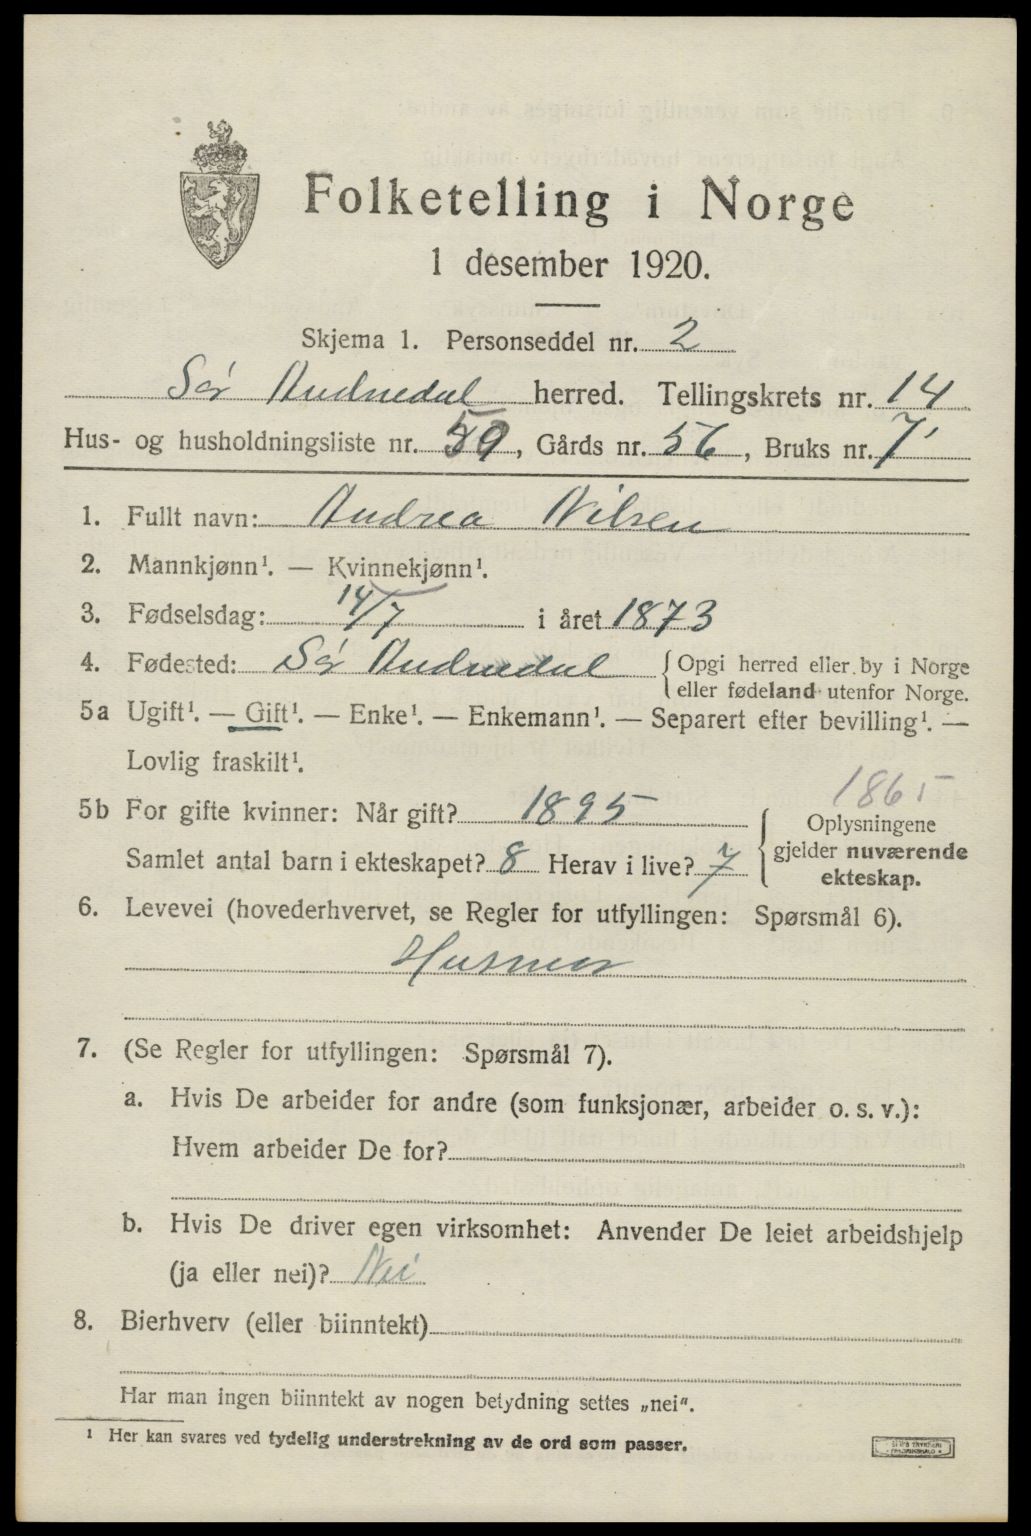 Folketelling i Norge
1 desember 1920.
Skjema 1. Personseddel nr. 2
Sør Audnedal herred. Tellingskrets nr. 14
Hus- og husholdningsliste nr. 59, Gårds nr. 56, Bruks nr. 7
1. Fullt navn: Andrea Nilsen
2. Mannkjønn¹. — Kvinnekjønn¹.
3. Fødselsdag: 14/7 i året 1873
4. Fødested: Sør Audnedal {Opgi herred eller by i Norge
eller fødeland utenfor Norge.
5a Ugift¹. — Gift¹. — Enke¹. — Enkemann¹. — Separert efter bevilling¹. —
Lovlig fraskilt¹.
1865
5b For gifte kvinner: Når gift? 1895 { Oplysningene
Samlet antal barn i ekteskapet? 8 Herav i live? 7 gjelder nuværende
ekteskap.
6. Levevei (hovederhvervet, se Regler for utfyllingen: Spørsmål 6).
Husmor
7. (Se Regler for utfyllingen: Spørsmål 7).
a. Hvis De arbeider for andre (som funksjonær, arbeider o. s. v.):
Hvem arbeider De for?
b. Hvis De driver egen virksomhet: Anvender De leiet arbeidshjelp
(ja eller nei)? Nei
8. Bierhverv (eller biinntekt)
Har man ingen biinntekt av nogen betydning settes „nei".
¹ Her kan svares ved tydelig understrekning av de ord som passer.